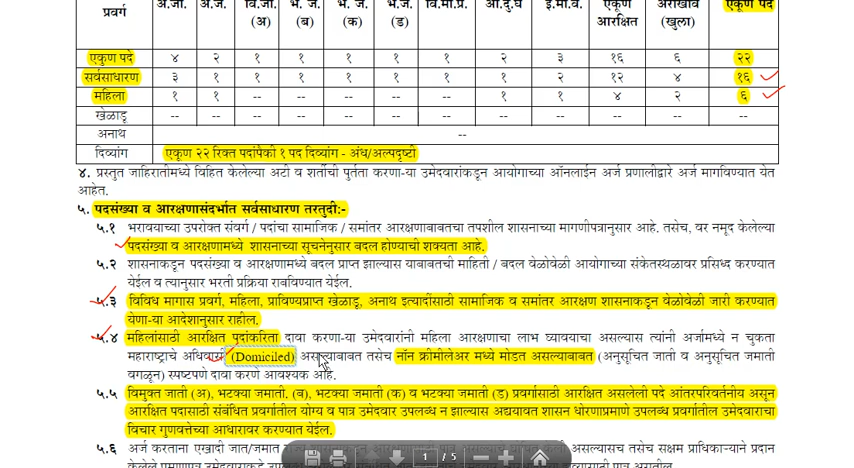 प्रवर्ग अ.जा. अ.ज. वि.जा. (अ) भ. ज. (ब) भ. ज. (क) भ. ज. (ड) वि.मा.प्र. आ.दु.घ इ.मा.व. एकूण आरक्षित अराखीव (खुला) एकूण पदे
एकुण पदे ४ २ १ १ १ १ १ २ ३ १६ ६ २२
सर्वसाधारण ३ १ १ १ १ १ १ १ २ १२ ४ १६
महिला १ १ -- -- -- -- -- १ १ ४ २ ६
खेळाडू -- -- -- -- -- -- -- -- -- -- -- --
अनाथ --
दिव्यांग एकूण २२ रिक्त पदांपैकी १ पद दिव्यांग - अंध/अल्पदृष्टी
४. प्रस्तुत जाहिरातीमध्ये विहित केलेल्या अटी व शर्तीची पुर्तता करणा-या उमेदवारांकडून आयोगाच्या ऑनलाईन अर्ज प्रणालीद्वारे अर्ज मागविण्यात येत
आहेत.
५. पदसंख्या व आरक्षणासंदर्भात सर्वसाधारण तरतुदी:-
५.१ भरावयाच्या उपरोक्त संवर्ग / पदांचा सामाजिक / समांतर आरक्षणाबाबतचा तपशील शासनाच्या मागणीपत्रानुसार आहे. तसेच, वर नमूद केलेल्या
पदसंख्या व आरक्षणामध्ये शासनाच्या सूचनेनुसार बदल होण्याची शक्यता आहे.
५.२ शासनाकडून पदसंख्या व आरक्षणामध्ये बदल प्राप्त झाल्यास याबाबतची माहिती / बदल वेळोवेळी आयोगाच्या संकेतस्थळावर प्रसिध्द करण्यात
येईल व त्यानुसार भरती प्रक्रिया राबविण्यात येईल.
५.३ विविध मागास प्रवर्ग, महिला, प्राविण्यप्राप्त खेळाडू, अनाथ इत्यादींसाठी सामाजिक व समांतर आरक्षण शासनाकडून वेळोवेळी जारी करण्यात
येणा-या आदेशानुसार राहील.
५.४ महिलांसाठी आरक्षित पदांकरिता दावा करणा-या उमेदवारांनी महिला आरक्षणाचा लाभ घ्यावयाचा असल्यास त्यांनी अर्जामध्ये न चुकता
महाराष्ट्राचे अधिवासी (Domiciled) असल्याबाबत तसेच नॉन क्रीमीलेअर मध्ये मोडत असल्याबाबत (अनुसूचित जाती व अनुसूचित जमाती
वगळून) स्पष्टपणे दावा करणे आवश्यक आहे.
५.५ विमुक्त जाती (अ), भटक्या जमाती. (ब), भटक्या जमाती (क) व भटक्या जमाती (ड) प्रवर्गासाठी आरक्षित असलेली पदे आंतरपरिवर्तनीय असून
आरक्षित पदासाठी संबंधित प्रवर्गातील योग्य व पात्र उमेदवार उपलब्ध न झाल्यास अद्ययावत शासन धोरणाप्रमाणे उपलब्ध प्रवर्गातील उमेदवाराचा
विचार गुणवत्तेच्या आधारावर करण्यात येईल.
५.६ अर्ज करताना एखादी जात/जमात राज्य
1 / 5